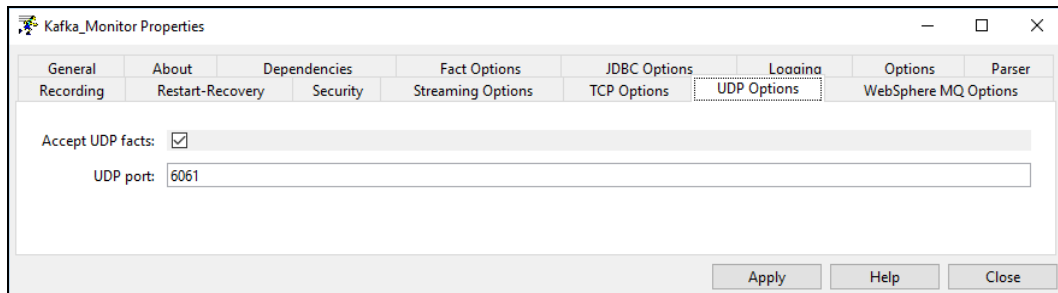 Kafka_Monitor Properties
General About Dependencies Fact Options JDBC Options Logging Options Parser
Recording Restart-Recovery Security Streaming Options TCP Options UDP Options WebSphere MQ Options
Accept UDP facts:
UDP port: 6061
Apply Help Close